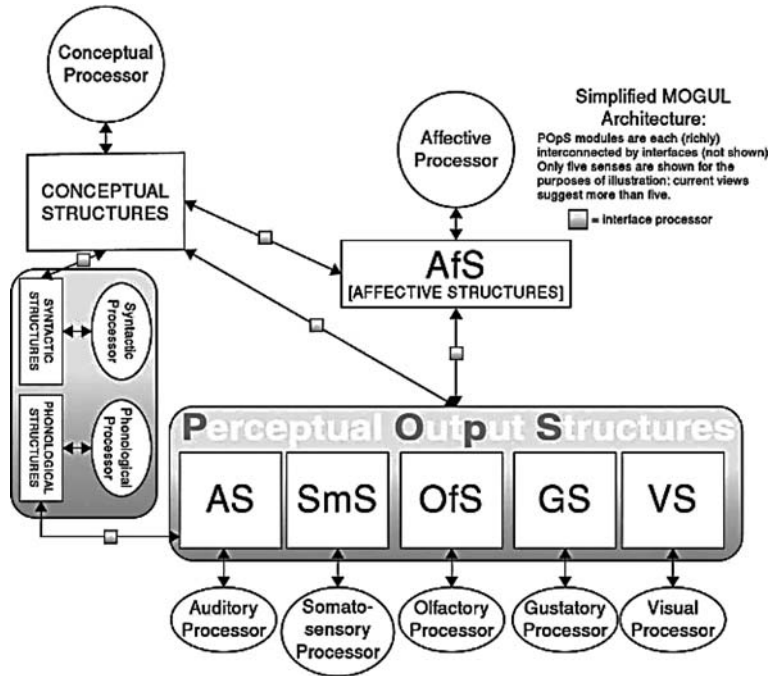 Conceptual
Processor
Affective
Processor
Simplified MOGUL
Architecture:
POpS modules are each (richly)
interconnected by interfaces (not shown)
Only five senses are shown for the
purposes of illustration; current views
suggest more than five.
= interface processor
CONCEPTUAL
STRUCTURES
AfS
[AFFECTIVE STRUCTURES]
SYNTACTIC
STRUCTURES
Syntactic
Processor
PHONOLOGICAL
STRUCTURES
Phonological
Processor
Perceptual Output Structures
AS
SmS
OfS
GS
VS
Auditory
Processor
Somato-
sensory
Processor
Olfactory
Processor
Gustatory
Processor
Visual
Processor